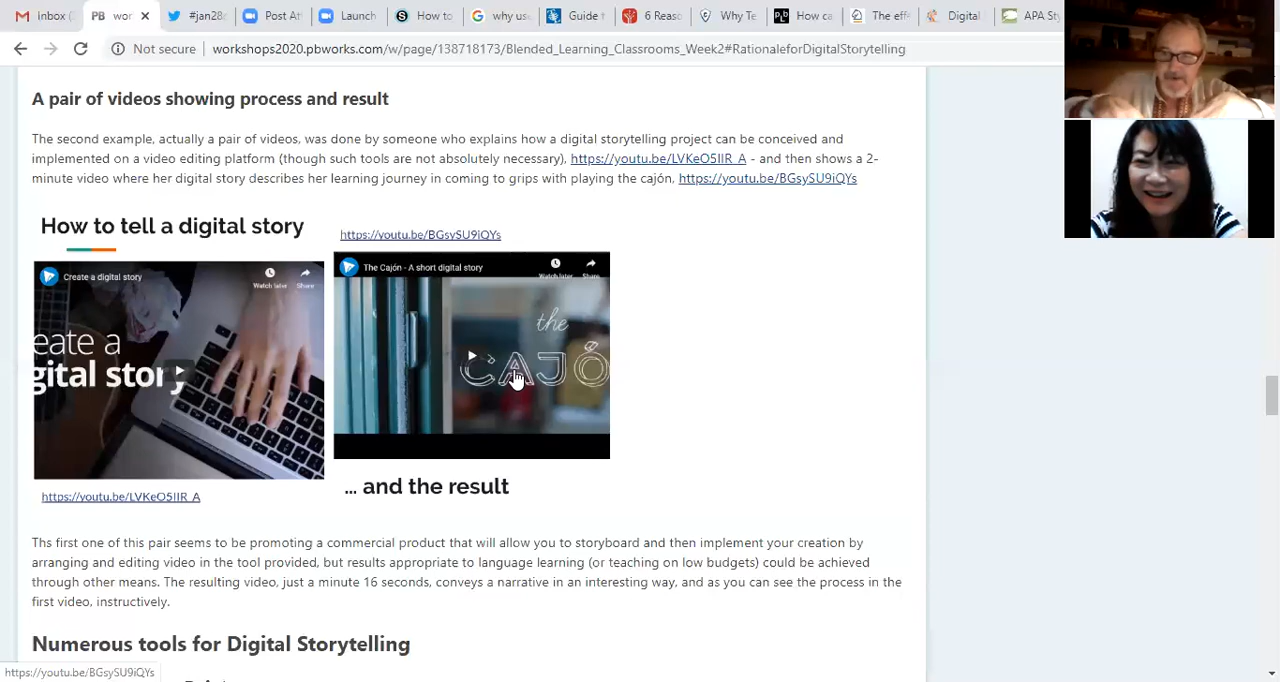 inbox (
PB wor
#jan28
Post At
Launch
How to
why us
Guide t
6 Reas
Why Te
How ca
The eff
Digital
APA Sty
Not secure
workshops2020.pbworks.com/w/page/138718173/Blended_Learning_Classrooms_Week2#RationaleforDigitalStorytelling
A pair of videos showing process and result
The second example, actually a pair of videos, was done by someone who explains how a digital storytelling project can be conceived and
implemented on a video editing platform (though such tools are not absolutely necessary), https://youtu.be/LVKeO5IIR_A - and then shows a 2-
minute video where her digital story describes her learning journey in coming to grips with playing the cajón, https://youtu.be/BGsySU9iQYs
How to tell a digital story
https://youtu.be/BGsySU9iQYs
Create a digital story
Watch later
Share
eate a
gital story
The Cajón - A short digital story
Watch later
Share
the
CAJÓ
https://youtu.be/LVKeO5IIR_A
... and the result
Ths first one of this pair seems to be promoting a commercial product that will allow you to storyboard and then implement your creation by
arranging and editing video in the tool provided, but results appropriate to language learning (or teaching on low budgets) could be achieved
through other means. The resulting video, just a minute 16 seconds, conveys a narrative in an interesting way, and as you can see the process in the
first video, instructively.
Numerous tools for Digital Storytelling
https://youtu.be/BGsySU9iQYs